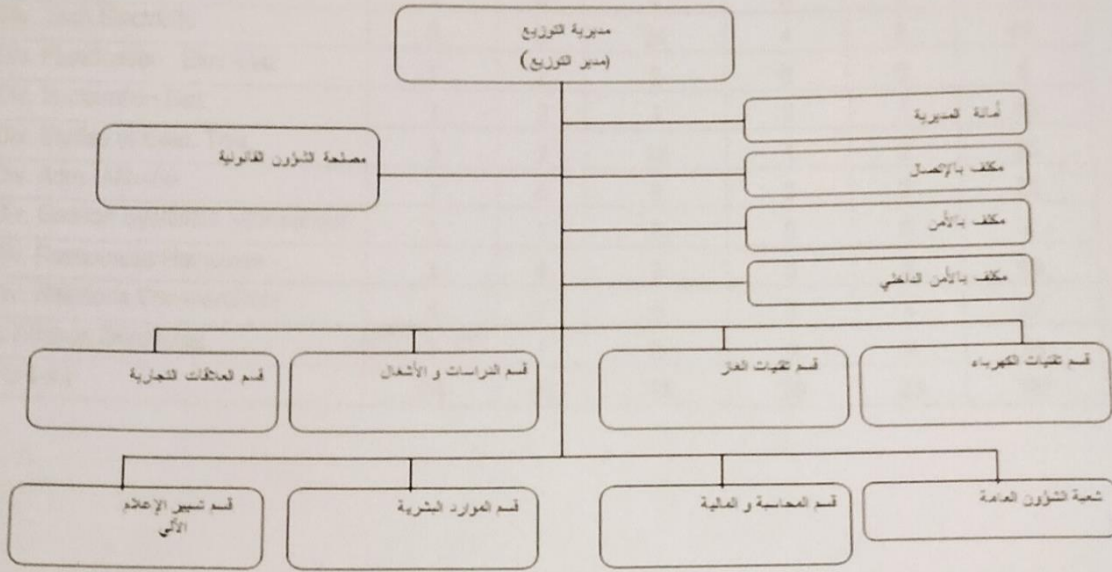 مديرية التوزيع
(مدير التوزيع)
أمانة المديرية
مصلحة الشؤون القانونية
مكلف بالإتصال
مكلف بالأمن
مكلف بالأمن الداخلي
قسم تقنيات الكهرباء
قسم تقنيات الغاز
قسم الدراسات و الأشغال
قسم العلاقات التجارية
شعبة الشؤون العامة
قسم المحاسبة و المالية
قسم الموارد البشرية
قسم تسيير الإعلام
الآلي